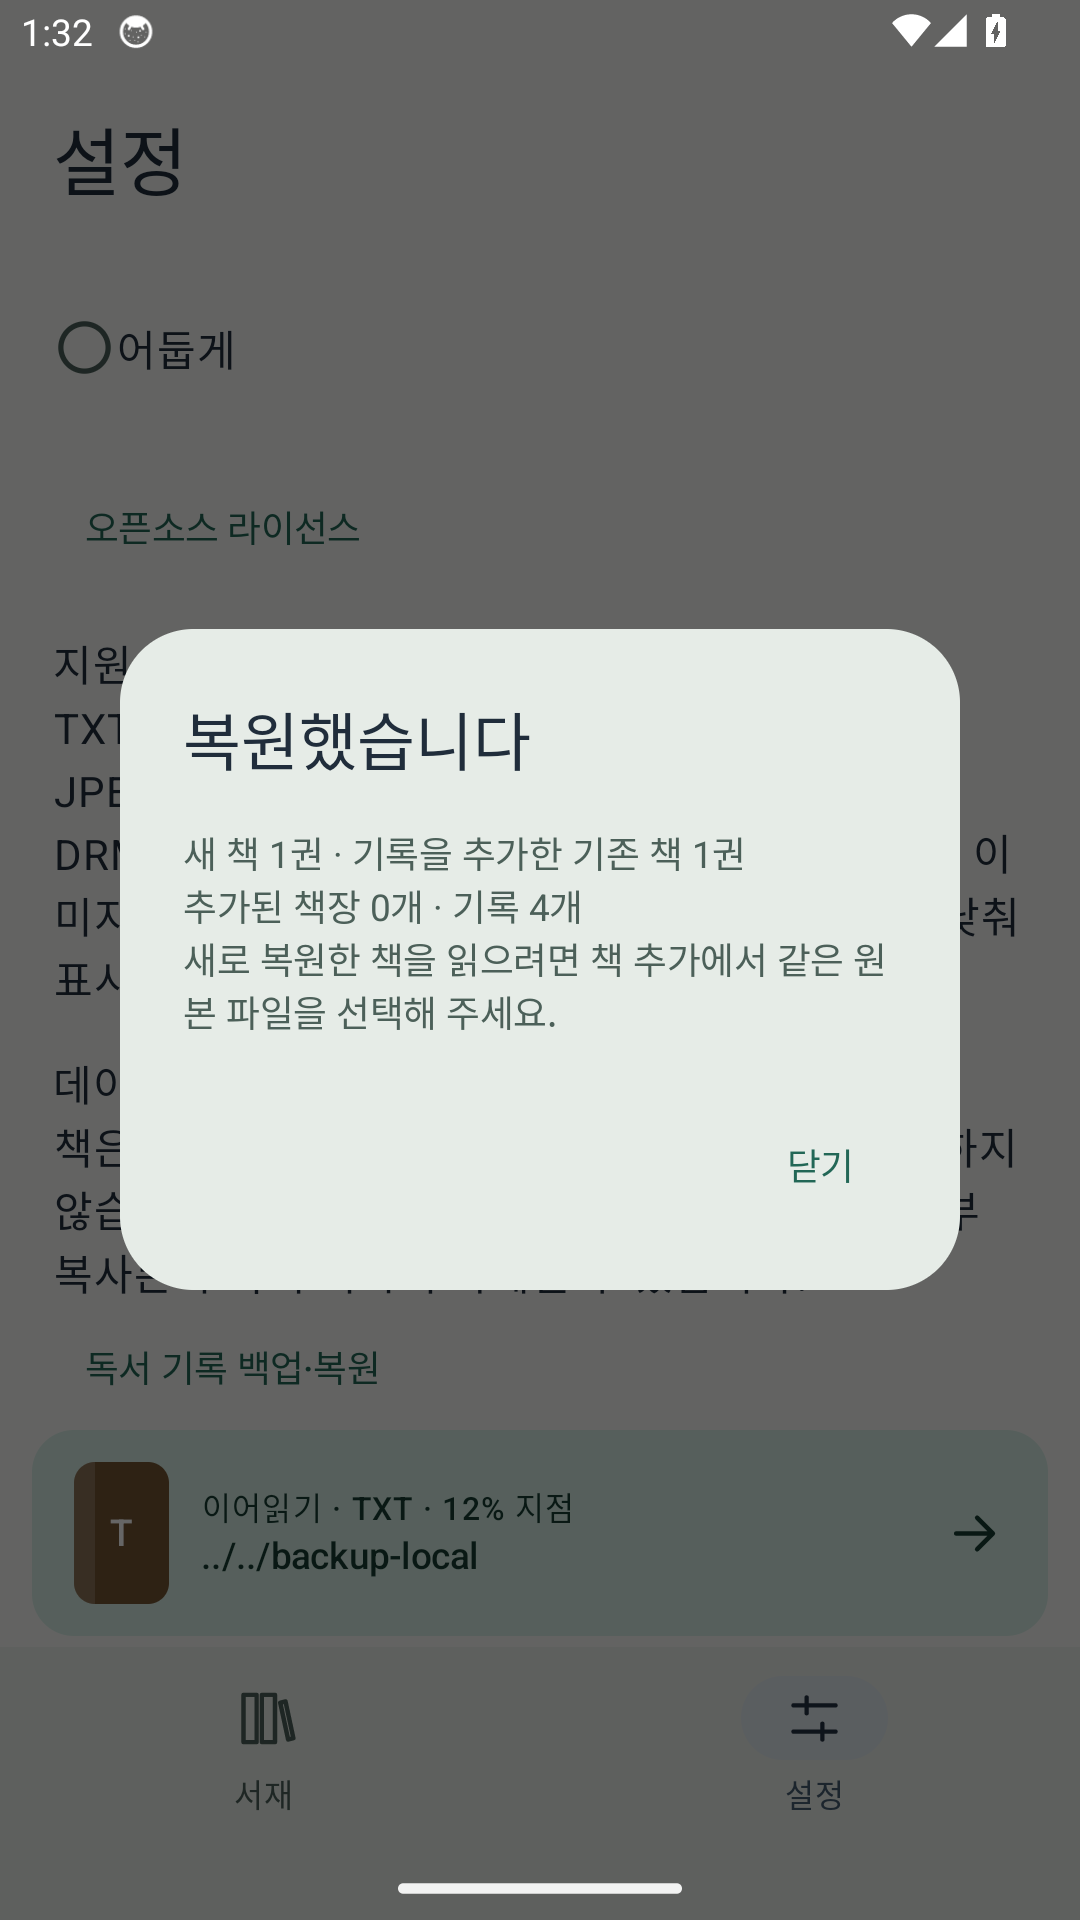 1:32
설정
어둡게
오픈소스 라이선스
지원
TXT
DRM 이
미지
표시
복원했습니다
새 책 1권 · 기록을 추가한 기존 책 1권
추가된 책장 0개 · 기록 4개
새로 복원한 책을 읽으려면 책 추가에서 같은 원
본 파일을 선택해 주세요.
닫기
책은 하지
복사는
독서 기록 백업·복원
T
이어읽기 · TXT · 12% 지점
../../backup-local
서재
설정